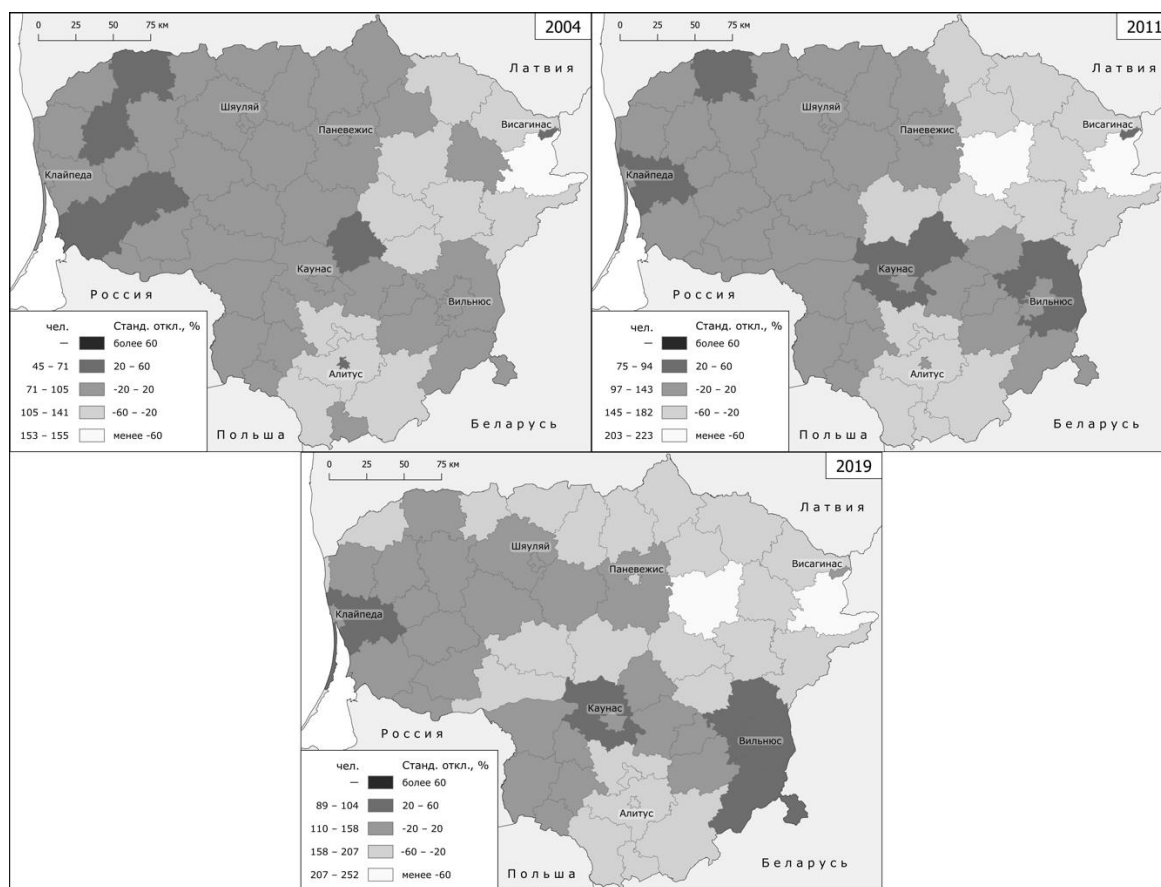 0 25 50 75 км
2004
Латвия
Шяуляй
Паневежис
Висагинас
Клайпеда
Каунас
Вильнюс
Россия
Алитус
Польша
Беларусь
чел. Станд. откл., %
— более 60
45 – 71 20 – 60
71 – 105 -20 – 20
105 – 141 -60 – -20
153 – 155 менее -60
0 25 50 75 км
2011
Латвия
Шяуляй
Паневежис
Висагинас
Клайпеда
Каунас
Вильнюс
Россия
Алитус
Польша
Беларусь
чел. Станд. откл., %
— более 60
75 – 94 20 – 60
97 – 143 -20 – 20
145 – 182 -60 – -20
203 – 223 менее -60
0 25 50 75 км
2019
Латвия
Шяуляй
Паневежис
Висагинас
Клайпеда
Каунас
Россия
Вильнюс
Алитус
Польша
Беларусь
чел. Станд. откл., %
— более 60
89 – 104 20 – 60
110 – 158 -20 – 20
158 – 207 -60 – -20
207 – 252 менее -60